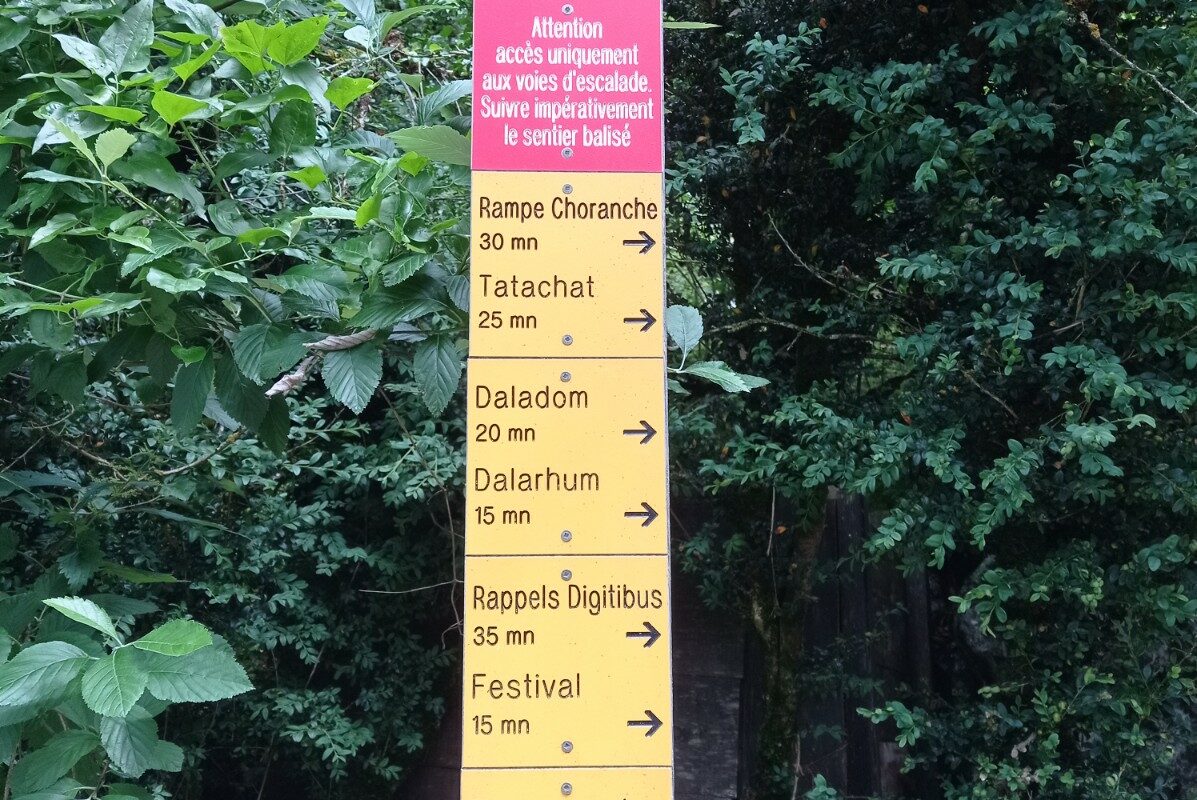 Attention
accès uniquement
aux voies d'escalade.
Suivre impérativement
le sentier balisé
Rampe Choranche
30 mn →
Tatachat
25 mn →
Daladom
20 mn →
Dalarhum
15 mn →
Rappels Digitibus
35 mn →
Festival
15 mn →